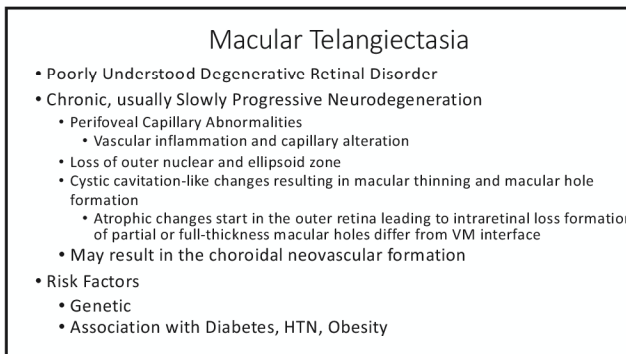 Macular Telangiectasia
• Poorly Understood Degenerative Retinal Disorder
• Chronic, usually Slowly Progressive Neurodegeneration
• Perifoveal Capillary Abnormalities
• Vascular inflammation and capillary alteration
• Loss of outer nuclear and ellipsoid zone
• Cystic cavitation-like changes resulting in macular thinning and macular hole
formation
• Atrophic changes start in the outer retina leading to intraretinal loss formation
of partial or full-thickness macular holes differ from VM interface
• May result in the choroidal neovascular formation
• Risk Factors
• Genetic
• Association with Diabetes, HTN, Obesity